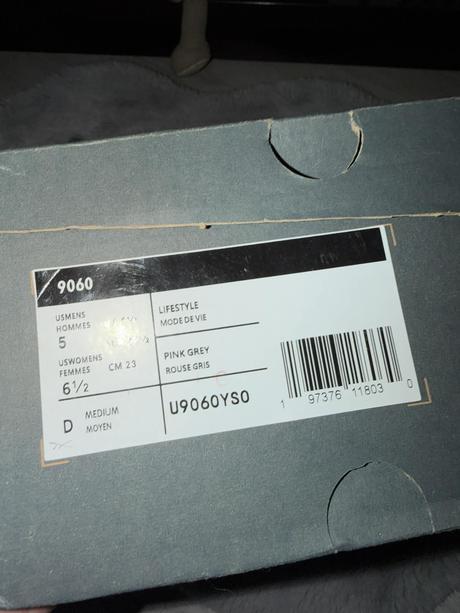 9060
USMENS
HOMMES
5
USWOMENS
FEMMES
CM 23
6½
D
MEDIUM
MOYEN
LIFESTYLE
MODE DE VIE
PINK GREY
ROUSE GRIS
U9060YSO
1 97376 11803 0